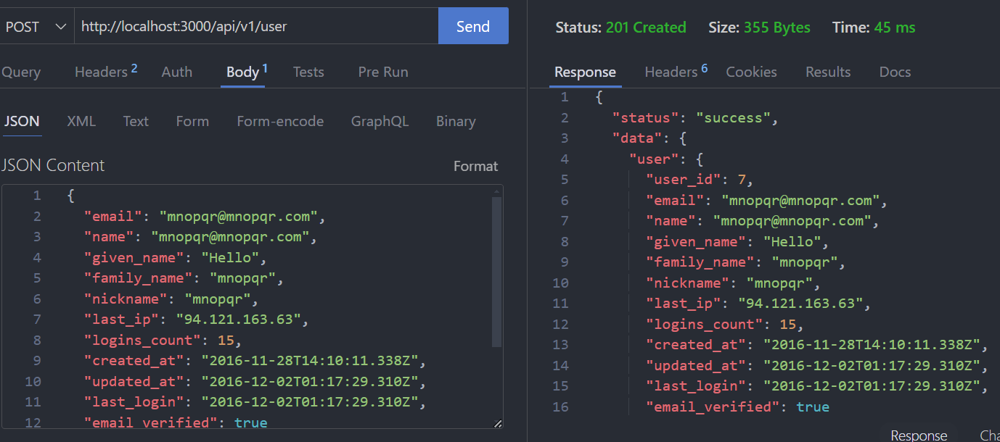 POST http://localhost:3000/api/v1/user Send
Query Headers 2 Auth Body 1 Tests Pre Run
JSON XML Text Form Form-encode GraphQL Binary
JSON Content Format
1 {
2 "email": "mnopqr@mnopqr.com",
3 "name": "mnopqr@mnopqr.com",
4 "given_name": "Hello",
5 "family_name": "mnopqr",
6 "nickname": "mnopqr",
7 "last_ip": "94.121.163.63",
8 "logins_count": 15,
9 "created_at": "2016-11-28T14:10:11.338Z",
10 "updated_at": "2016-12-02T01:17:29.310Z",
11 "last_login": "2016-12-02T01:17:29.310Z",
12 "email_verified": true
Status: 201 Created Size: 355 Bytes Time: 45 ms
Response Headers 6 Cookies Results Docs
1 {
2 "status": "success",
3 "data": {
4 "user": {
5 "user_id": 7,
6 "email": "mnopqr@mnopqr.com",
7 "name": "mnopqr@mnopqr.com",
8 "given_name": "Hello",
9 "family_name": "mnopqr",
10 "nickname": "mnopqr",
11 "last_ip": "94.121.163.63",
12 "logins_count": 15,
13 "created_at": "2016-11-28T14:10:11.338Z",
14 "updated_at": "2016-12-02T01:17:29.310Z",
15 "last_login": "2016-12-02T01:17:29.310Z",
16 "email_verified": true
Response